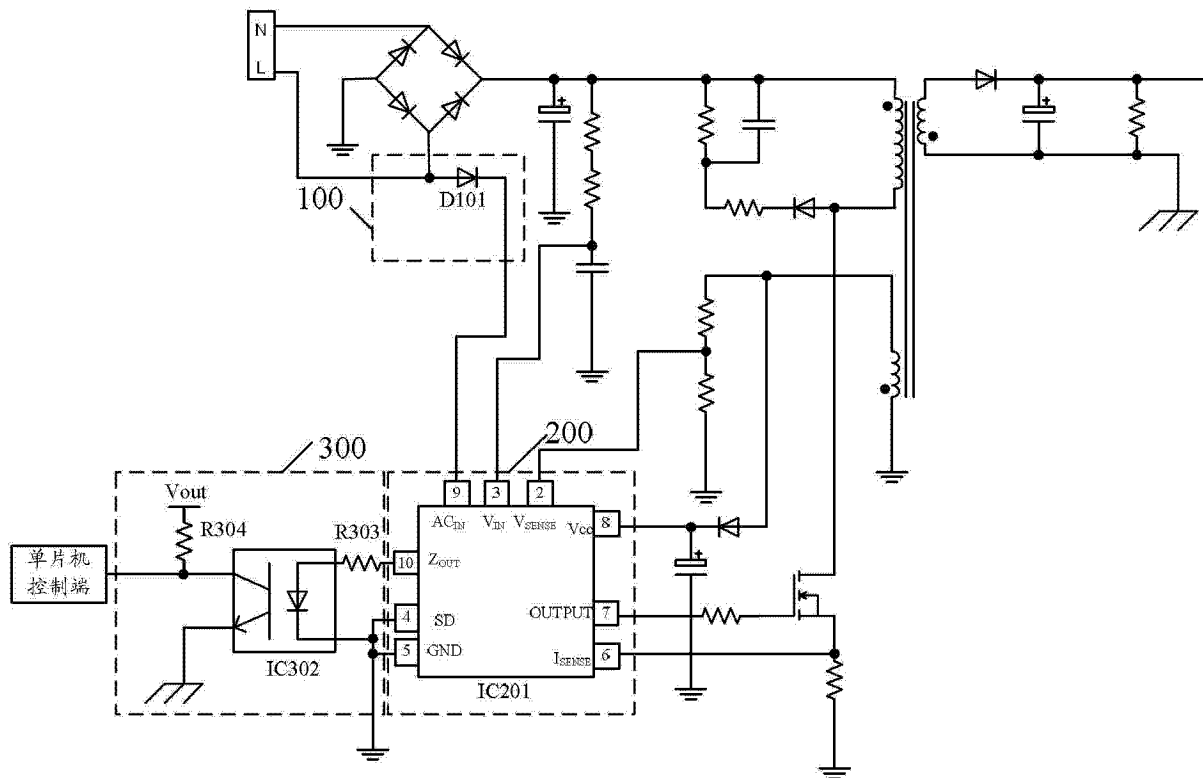 N
L
100
D101
300
200
Vout
R304
R303
单片机
控制端
IC302
9
3
2
AC_IN
V_IN
V_SENSE
Vcc
8
10
Z_OUT
4
SD
5
GND
OUTPUT
7
I_SENSE
6
IC201